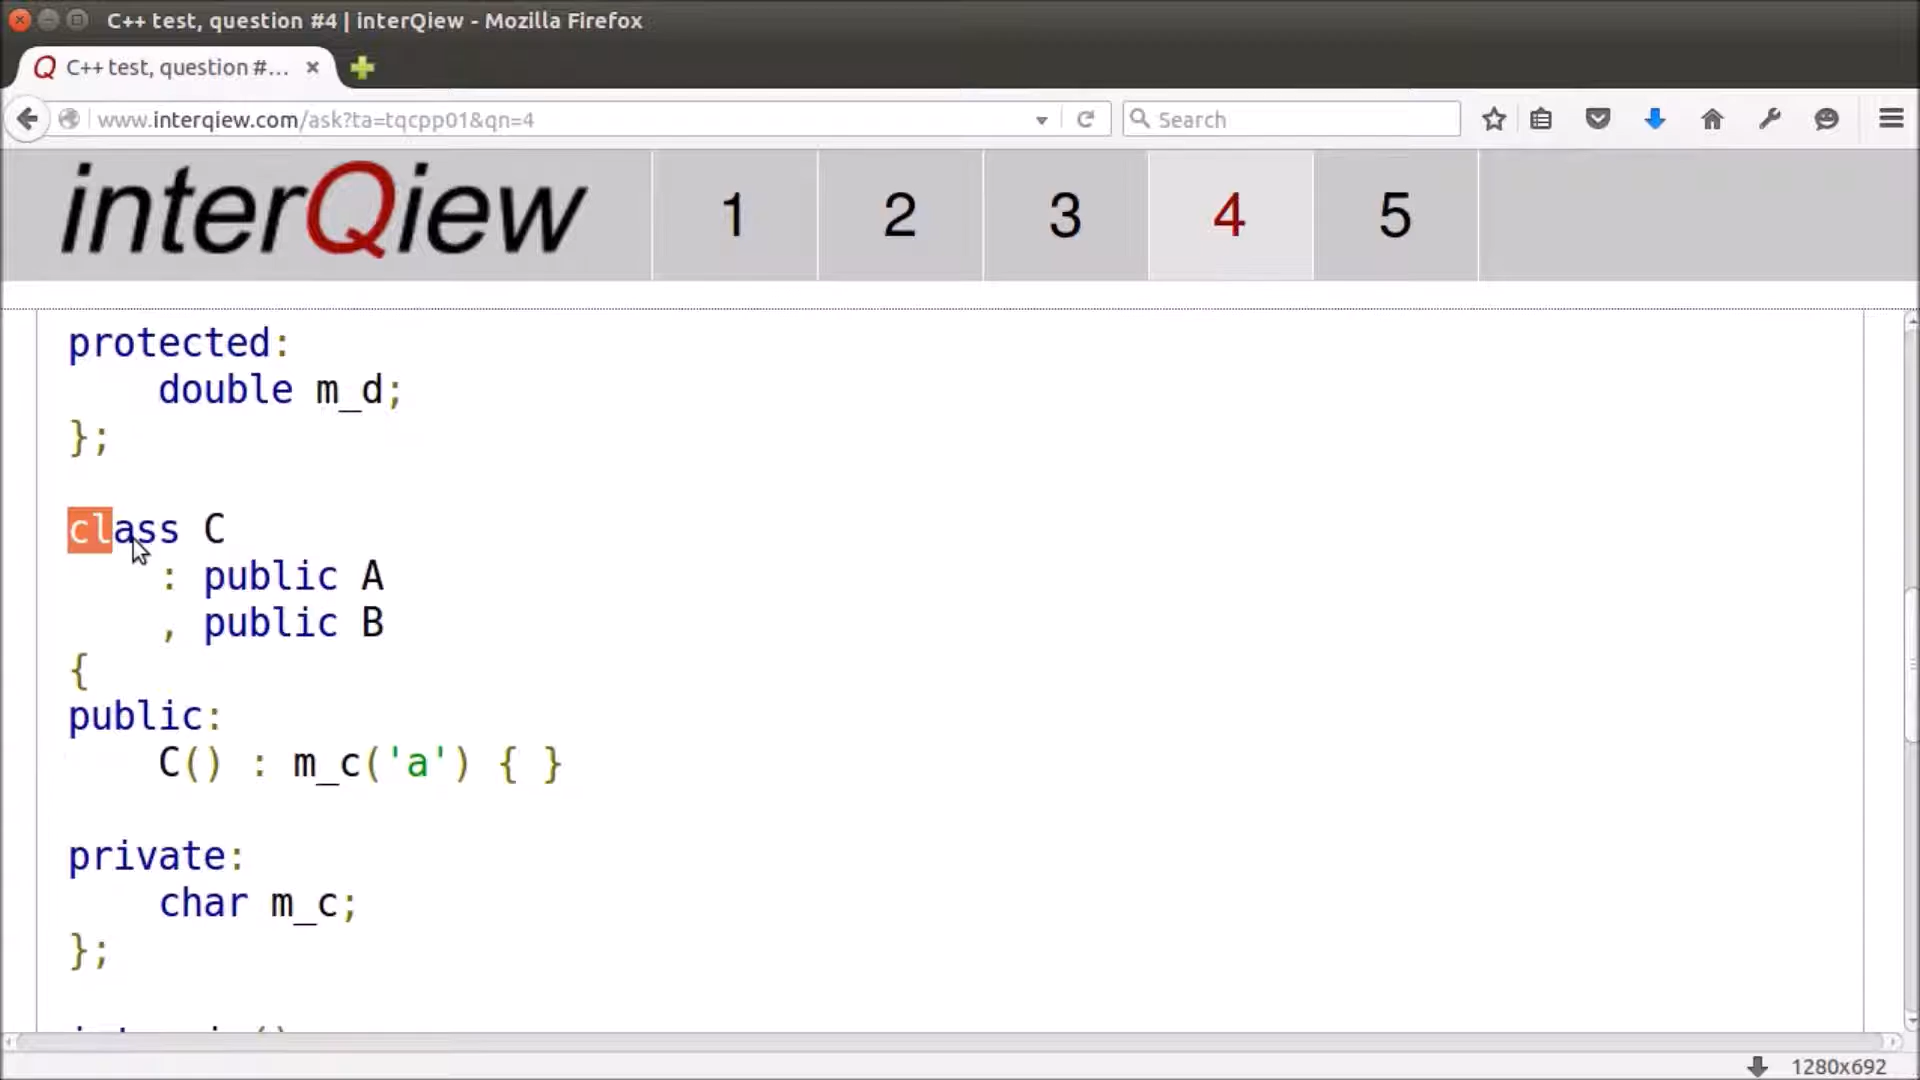 C++ test, question #4 | interQiew - Mozilla Firefox
C++ test, question #...
www.interqiew.com/ask?ta=tqcpp01&qn=4
Search
interQiew 1 2 3 4 5
protected:
    double m_d;
};
class C
    : public A
    , public B
{
public:
    C() : m_c('a') { }
private:
    char m_c;
};
1280x692